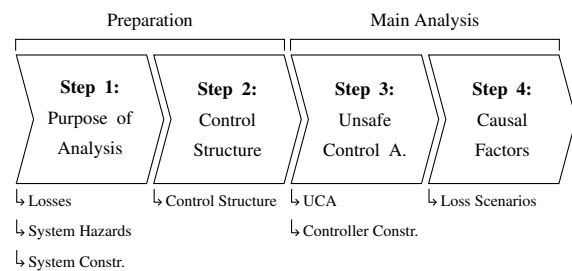 Preparation
Main Analysis
Step 1:
Purpose of
Analysis
Step 2:
Control
Structure
Step 3:
Unsafe
Control A.
Step 4:
Causal
Factors
↳Losses
↳System Hazards
↳System Constr.
↳Control Structure
↳UCA
↳Controller Constr.
↳Loss Scenarios